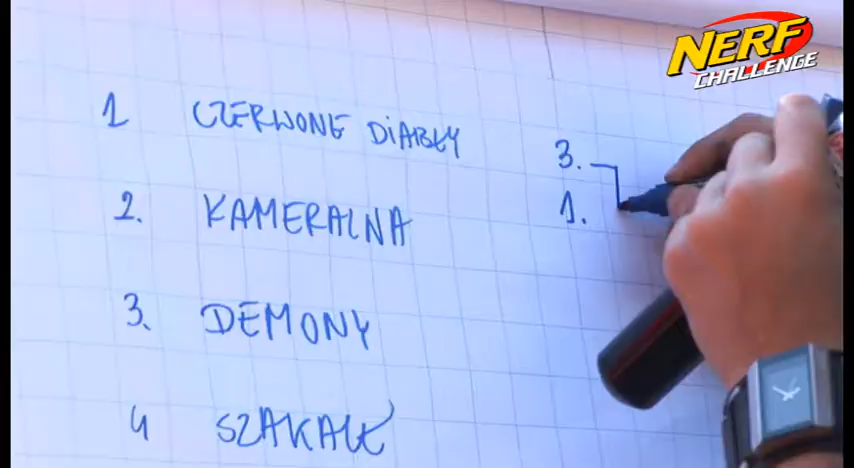 NERF
CHALLENGE
1 CZERWONE DIABŁY
2. KAMERALNA
3. DEMONY
4 SZAKALE
3.
1.